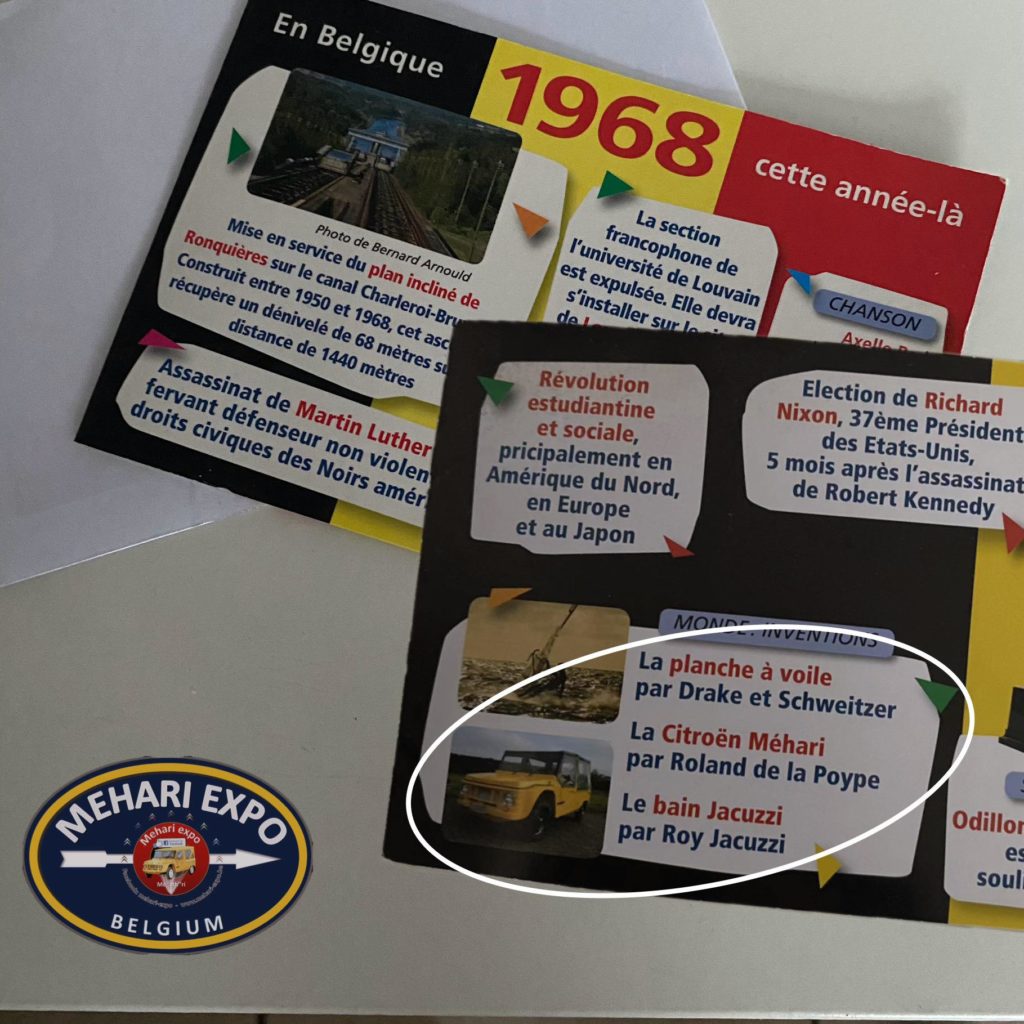 En Belgique
1968
cette année-là
Photo de Bernard Arnould
Mise en service du plan incliné de
Ronquières sur le canal Charleroi-Bru
Construit entre 1950 et 1968, cet asc
récupère un dénivelé de 68 mètres su
distance de 1440 mètres
La section
francophone de
l'université de Louvain
est expulsée. Elle devra
s'installer sur le
de
CHANSON
Axelle
Assassinat de Martin Luther
fervant défenseur non violen
droits civiques des Noirs amér
Révolution
estudiantine
et sociale,
pricipalement en
Amérique du Nord,
en Europe
et au Japon
Election de Richard
Nixon, 37ème Président
des Etats-Unis,
5 mois après l'assassinat
de Robert Kennedy
MONDE: INVENTIONS
La planche à voile
par Drake et Schweitzer
La Citroën Méhari
par Roland de la Poype
Le bain Jacuzzi
par Roy Jacuzzi
Odillon
es
souli
MEHARI EXPO
Mehari expo
BELGIUM